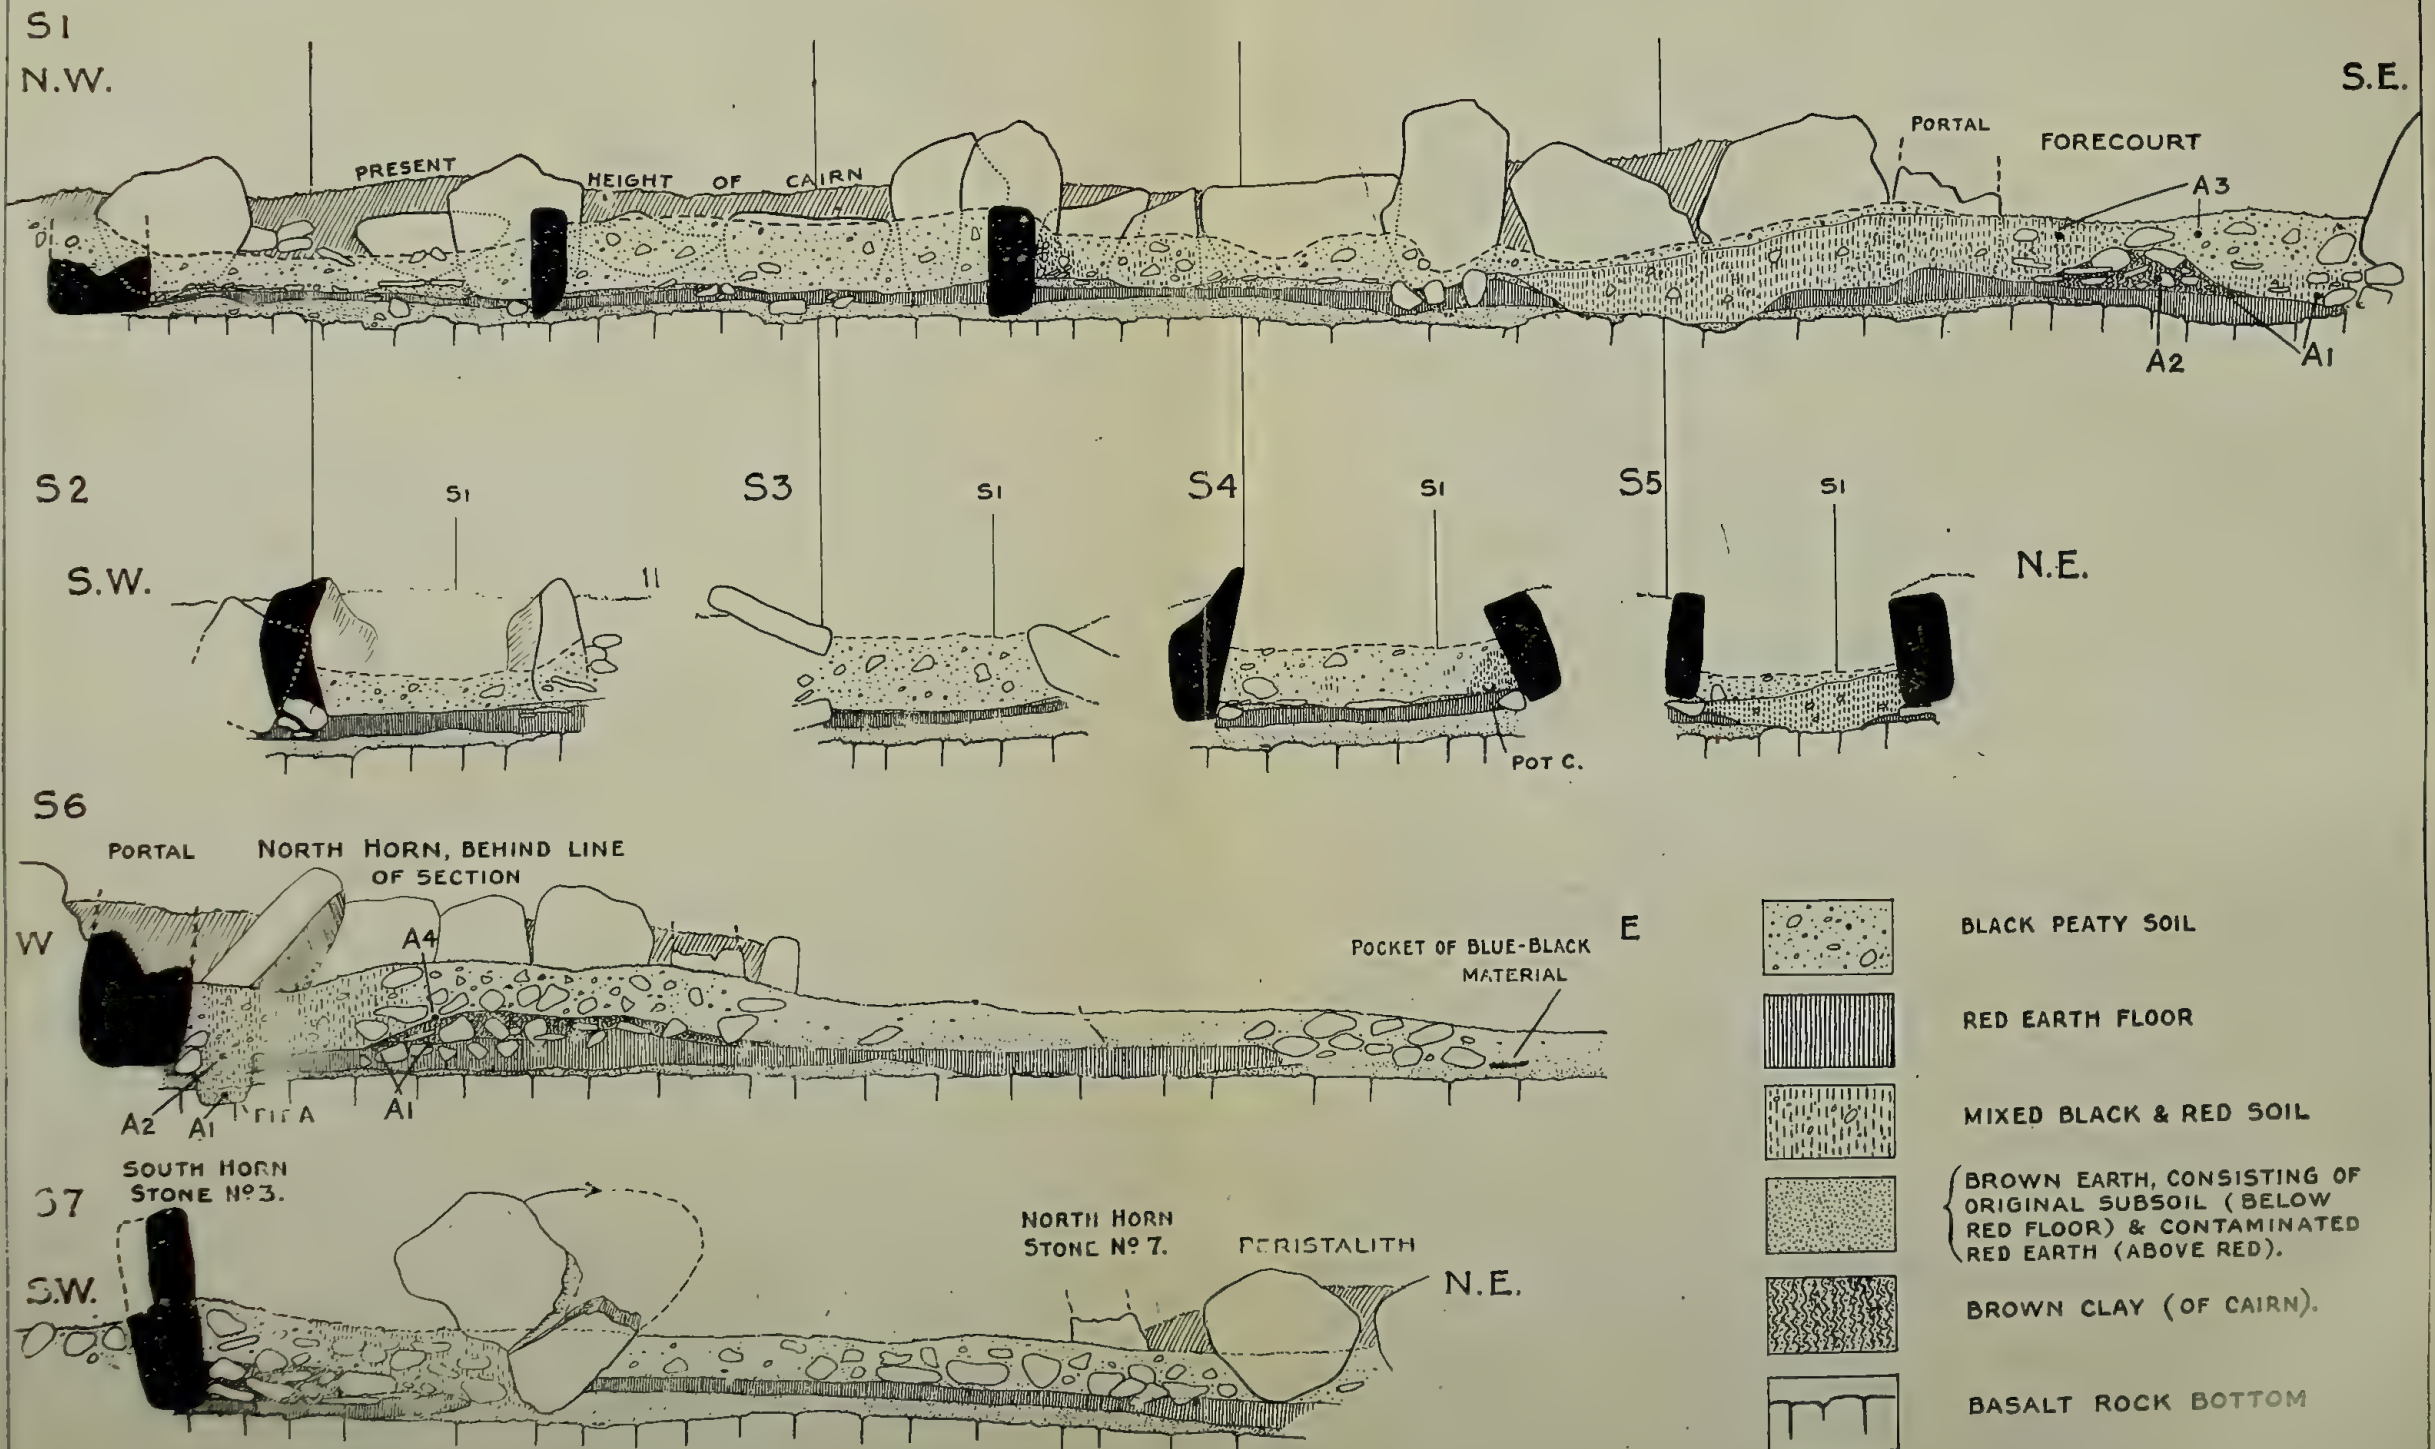 S1
N.W.
S.E.
PRESENT HEIGHT OF CAIRN
PORTAL
FORECOURT
A3
A2
A1
S2
S1
S3
S1
S4
S1
S5
S1
S.W.
N.E.
POT C.
S6
PORTAL
NORTH HORN, BEHIND LINE
OF SECTION
W
A4
E
POCKET OF BLUE-BLACK
MATERIAL
A2
A1
A
A1
SOUTH HORN
STONE Nº3.
S7
S.W.
NORTH HORN
STONE Nº 7.
PERISTALITH
N.E.
BLACK PEATY SOIL
RED EARTH FLOOR
MIXED BLACK & RED SOIL
BROWN EARTH, CONSISTING OF
ORIGINAL SUBSOIL (BELOW
RED FLOOR) & CONTAMINATED
RED EARTH (ABOVE RED).
BROWN CLAY (OF CAIRN).
BASALT ROCK BOTTOM